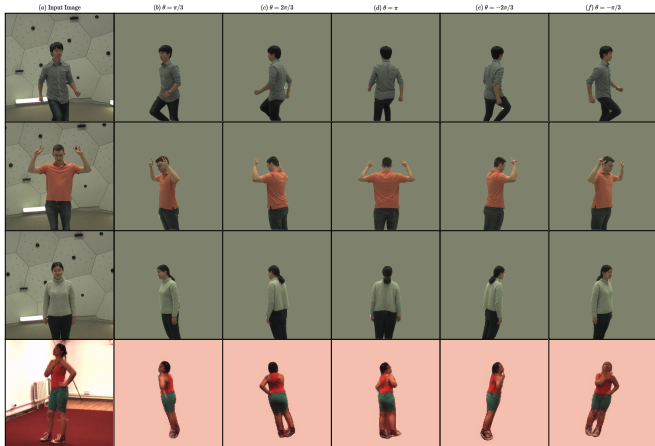 (a) Input Image (b) θ = π/3 (c) θ = 2π/3 (d) θ = π (e) θ = −2π/3 (f) θ = −π/3